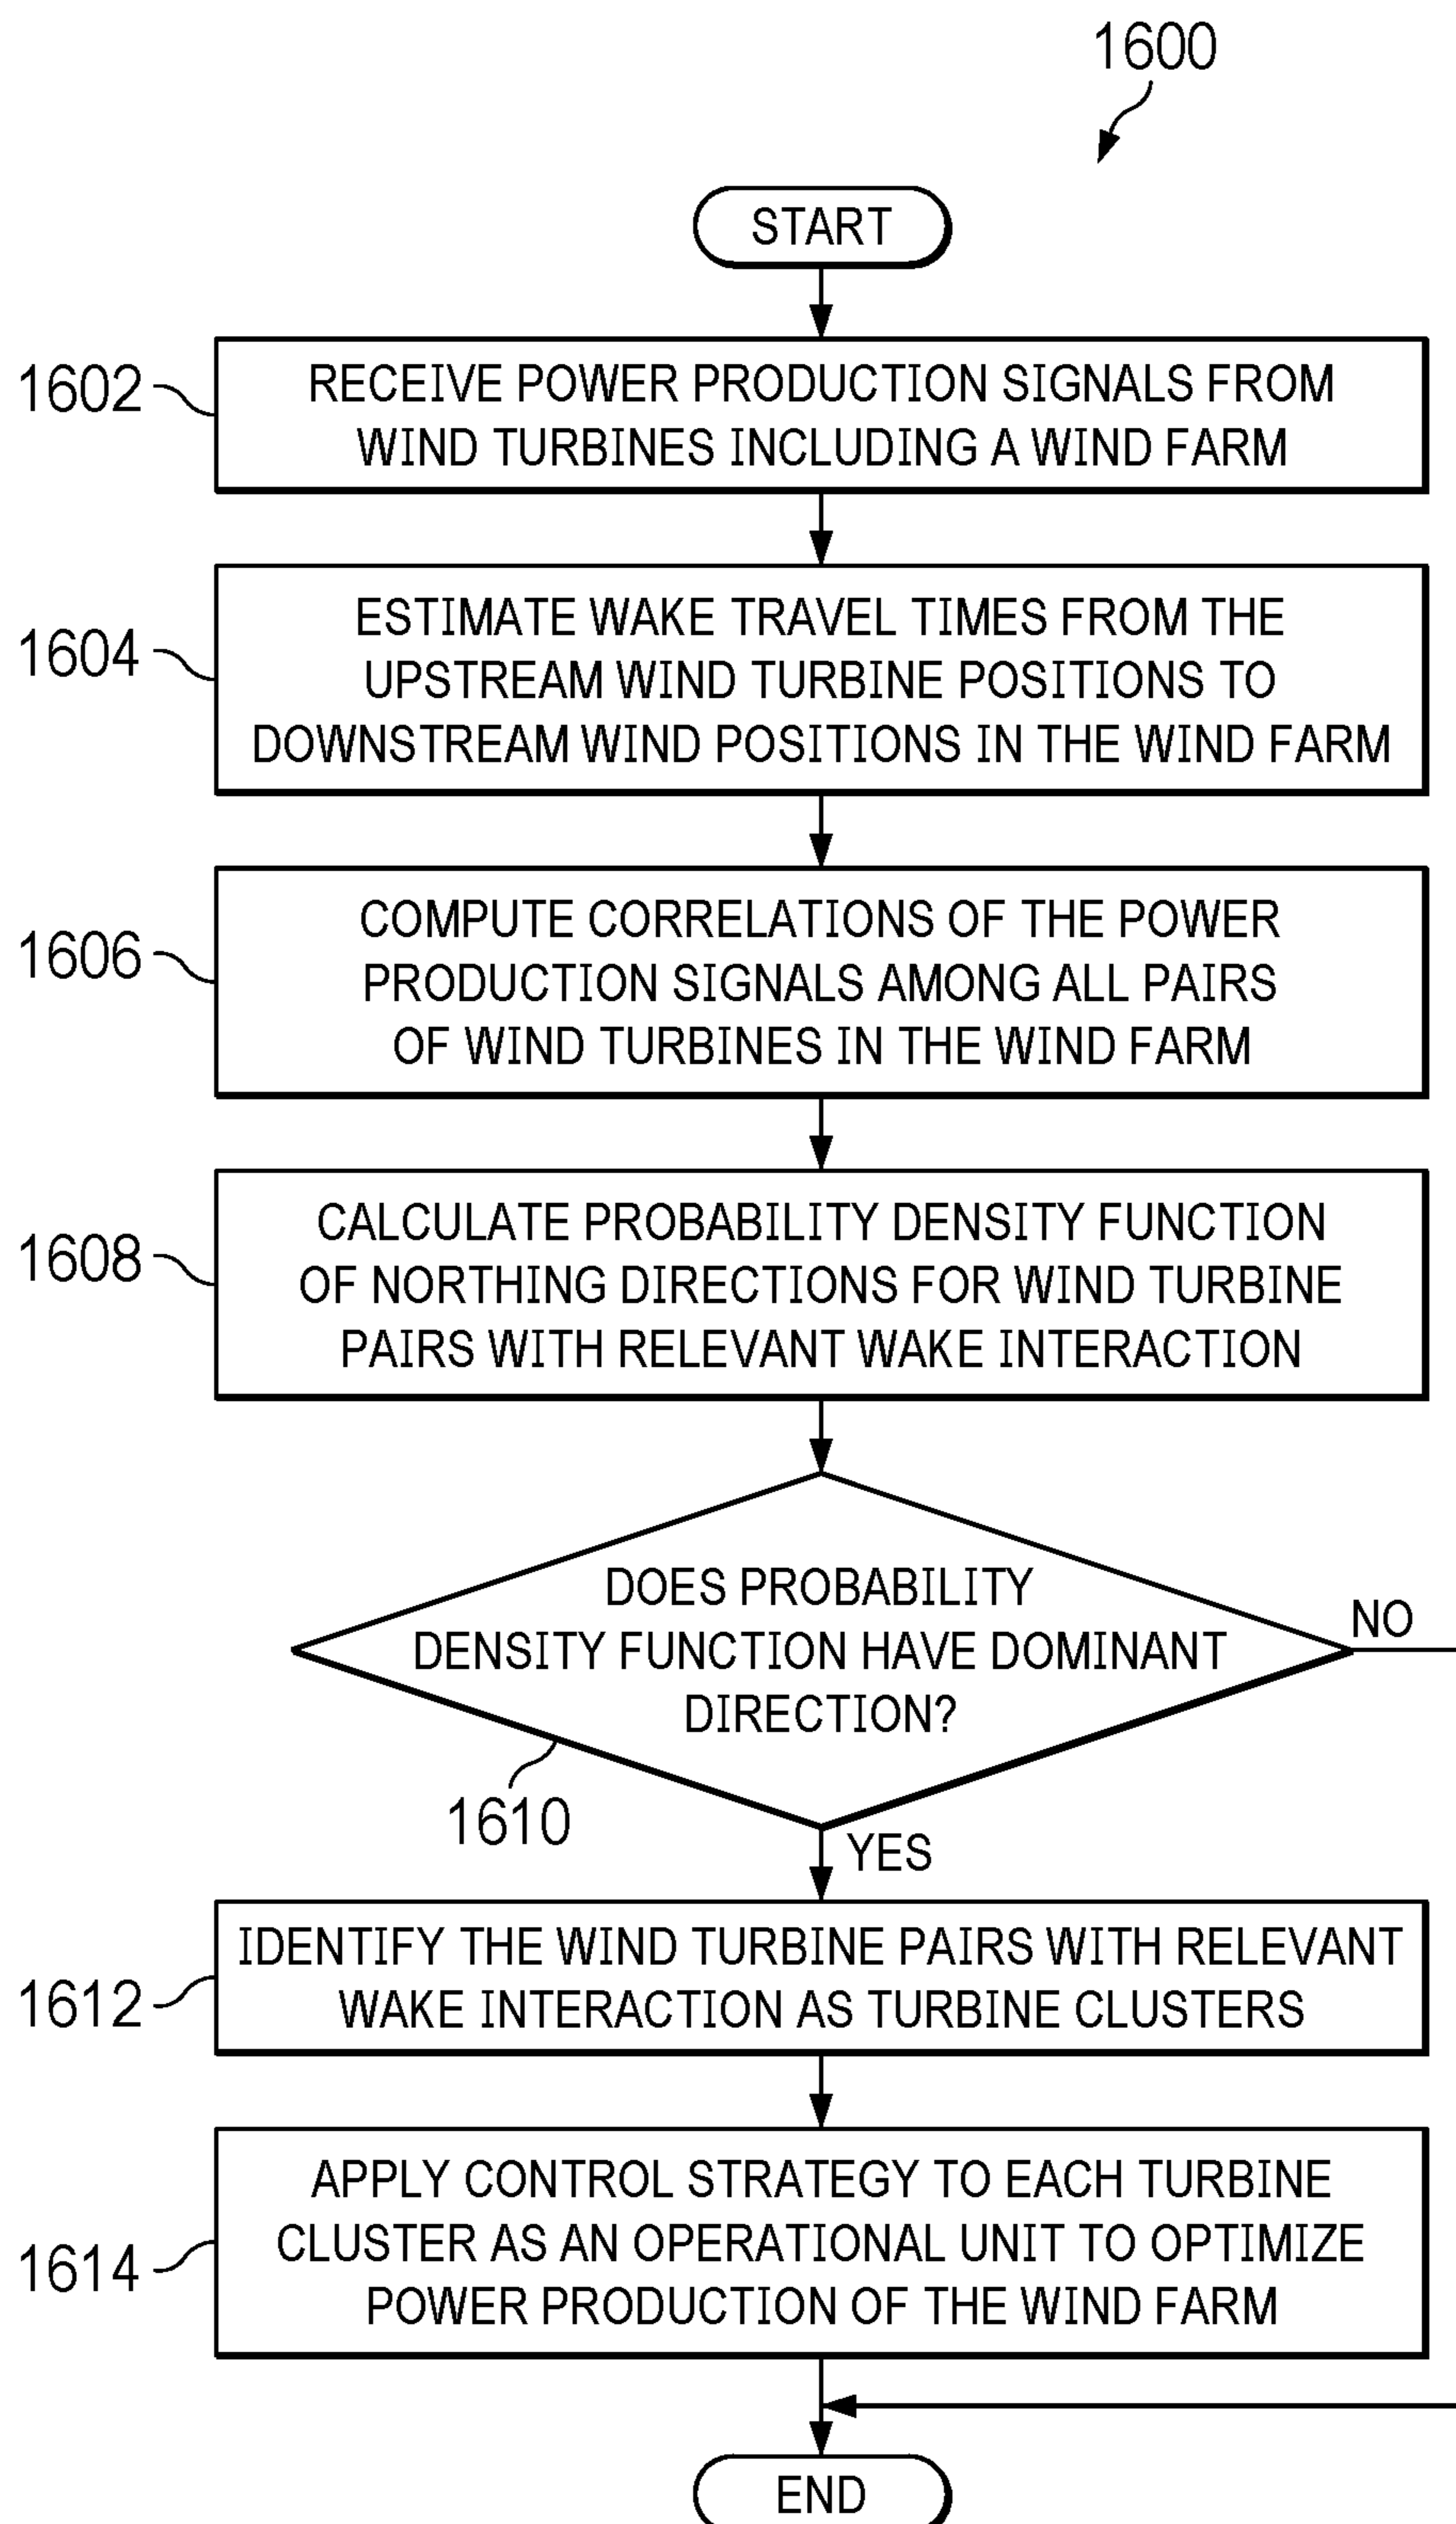 1600
START
1602
RECEIVE POWER PRODUCTION SIGNALS FROM
WIND TURBINES INCLUDING A WIND FARM
1604
ESTIMATE WAKE TRAVEL TIMES FROM THE
UPSTREAM WIND TURBINE POSITIONS TO
DOWNSTREAM WIND POSITIONS IN THE WIND FARM
1606
COMPUTE CORRELATIONS OF THE POWER
PRODUCTION SIGNALS AMONG ALL PAIRS
OF WIND TURBINES IN THE WIND FARM
1608
CALCULATE PROBABILITY DENSITY FUNCTION
OF NORTHING DIRECTIONS FOR WIND TURBINE
PAIRS WITH RELEVANT WAKE INTERACTION
DOES PROBABILITY
DENSITY FUNCTION HAVE DOMINANT
DIRECTION?
NO
1610
YES
1612
IDENTIFY THE WIND TURBINE PAIRS WITH RELEVANT
WAKE INTERACTION AS TURBINE CLUSTERS
1614
APPLY CONTROL STRATEGY TO EACH TURBINE
CLUSTER AS AN OPERATIONAL UNIT TO OPTIMIZE
POWER PRODUCTION OF THE WIND FARM
END